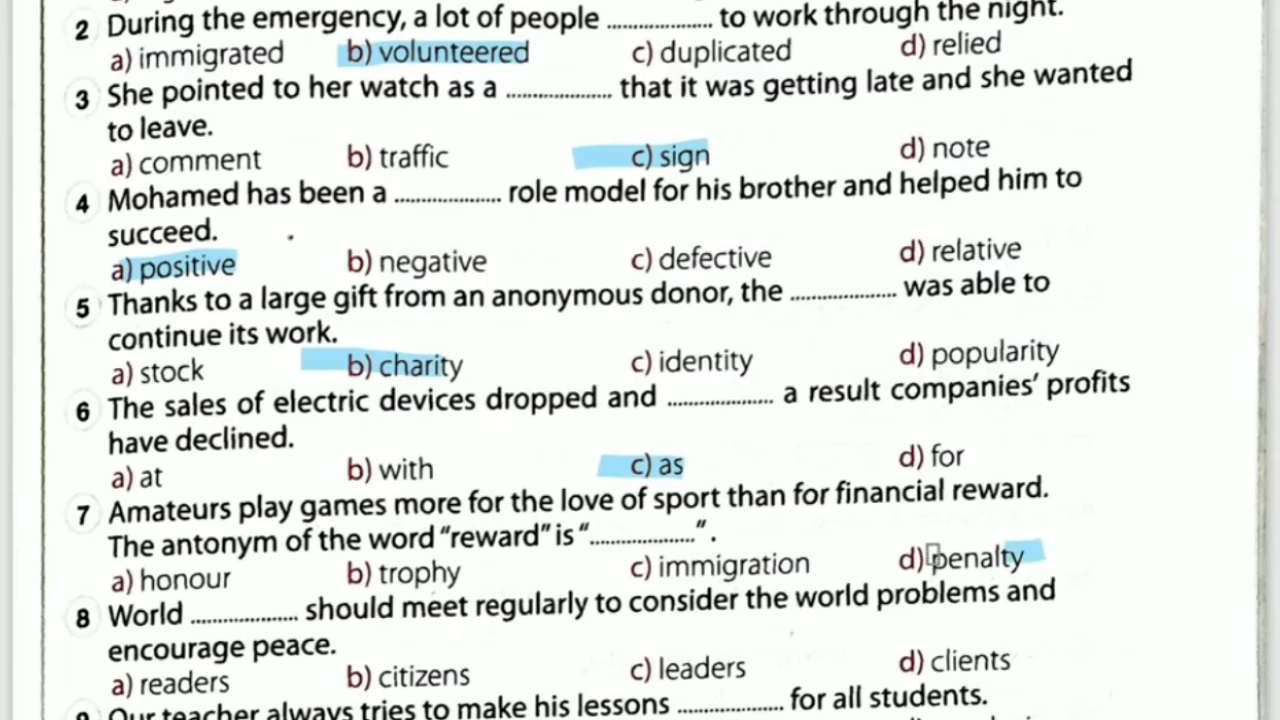 2 During the emergency, a lot of people .................... to work through the night.
a) immigrated b) volunteered c) duplicated d) relied
3 She pointed to her watch as a .................... that it was getting late and she wanted
to leave.
a) comment b) traffic c) sign d) note
4 Mohamed has been a .................... role model for his brother and helped him to
succeed.
a) positive b) negative c) defective d) relative
5 Thanks to a large gift from an anonymous donor, the .................... was able to
continue its work.
a) stock b) charity c) identity d) popularity
6 The sales of electric devices dropped and .................... a result companies' profits
have declined.
a) at b) with c) as d) for
7 Amateurs play games more for the love of sport than for financial reward.
The antonym of the word "reward" is "....................".
a) honour b) trophy c) immigration d) penalty
8 World .................... should meet regularly to consider the world problems and
encourage peace.
a) readers b) citizens c) leaders d) clients
Our teacher always tries to make his lessons .................... for all students.